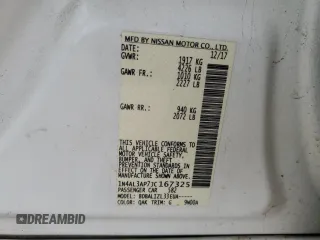 MFD BY NISSAN MOTOR CO., LTD.
DATE: 12/17
GVWR: 1917 KG
4226 LB
GAWR FR: 1010 KG
2227 LB
GAWR RR: 940 KG
2072 LB
THIS VEHICLE CONFORMS TO ALL
APPLICABLE FEDERAL
MOTOR VEHICLE SAFETY,
BUMPER, AND THEFT
PREVENTION STANDARDS
IN EFFECT ON THE DATE OF
MANUFACTURE SHOWN ABOVE.
1N4AL3AP7JC167325
PASSENGER CAR
MODEL:
COLOR: QAK TRIM: G
DREAMBID